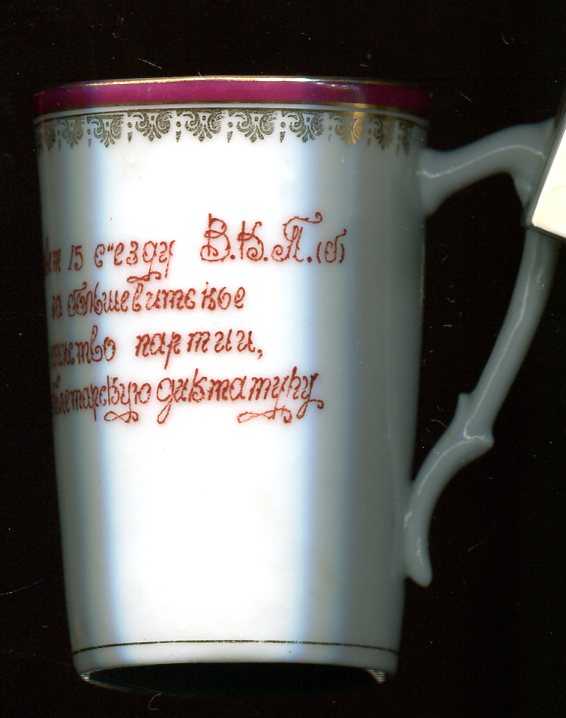 15 с"езду В.К.П.(б)
большевитское
партии,
диктатуру